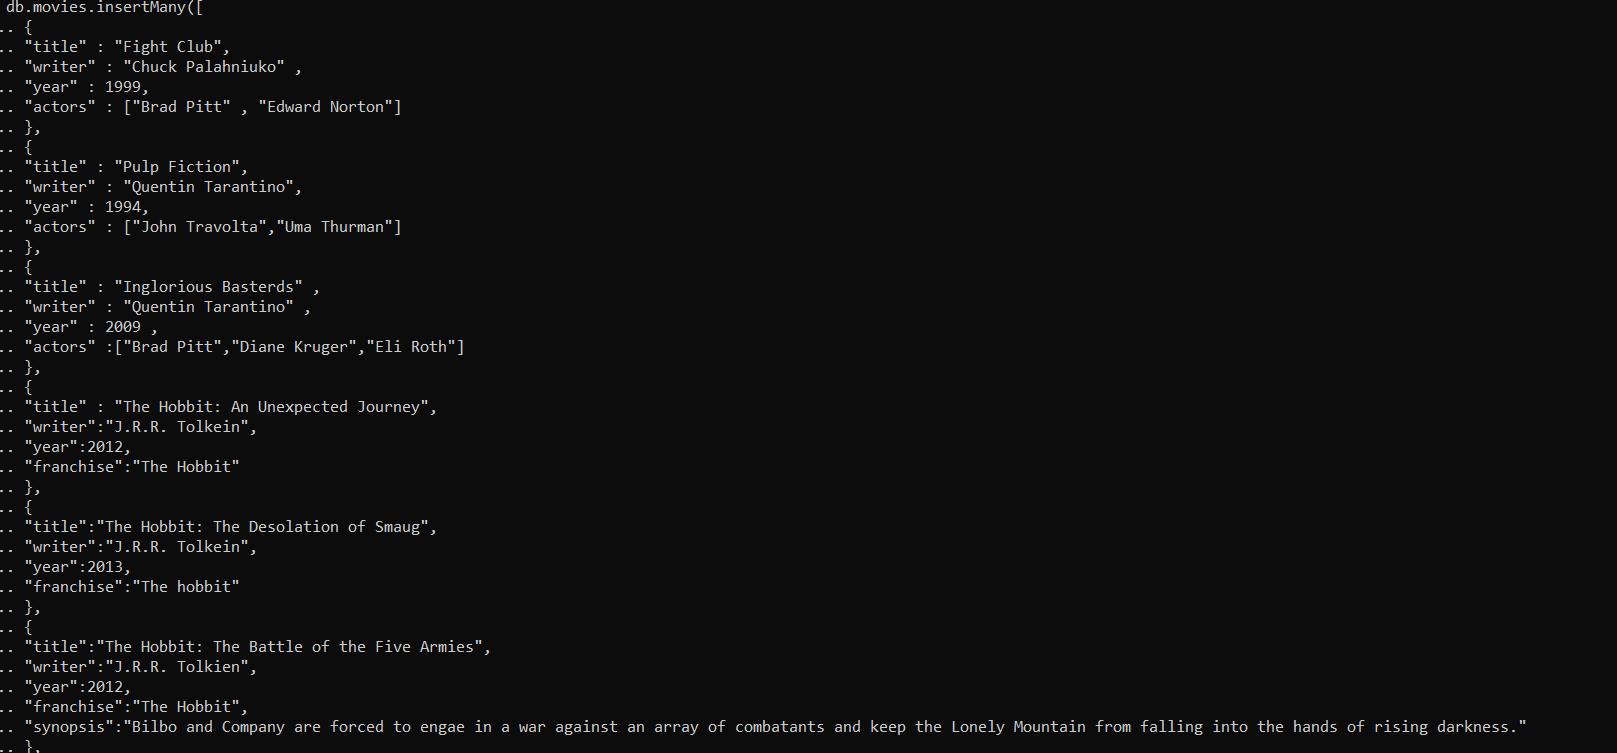 db.movies.insertMany([
.. {
.. "title" : "Fight Club",
.. "writer" : "Chuck Palahniuko" ,
.. "year" : 1999,
.. "actors" : ["Brad Pitt" , "Edward Norton"]
.. },
.. {
.. "title" : "Pulp Fiction",
.. "writer" : "Quentin Tarantino",
.. "year" : 1994,
.. "actors" : ["John Travolta","Uma Thurman"]
.. },
.. {
.. "title" : "Inglorious Basterds" ,
.. "writer" : "Quentin Tarantino" ,
.. "year" : 2009 ,
.. "actors" :["Brad Pitt","Diane Kruger","Eli Roth"]
.. },
.. {
.. "title" : "The Hobbit: An Unexpected Journey",
.. "writer":"J.R.R. Tolkein",
.. "year":2012,
.. "franchise":"The Hobbit"
.. },
.. {
.. "title":"The Hobbit: The Desolation of Smaug",
.. "writer":"J.R.R. Tolkein",
.. "year":2013,
.. "franchise":"The hobbit"
.. },
.. {
.. "title":"The Hobbit: The Battle of the Five Armies",
.. "writer":"J.R.R. Tolkien",
.. "year":2012,
.. "franchise":"The Hobbit",
.. "synopsis":"Bilbo and Company are forced to engae in a war against an array of combatants and keep the Lonely Mountain from falling into the hands of rising darkness."
.. },